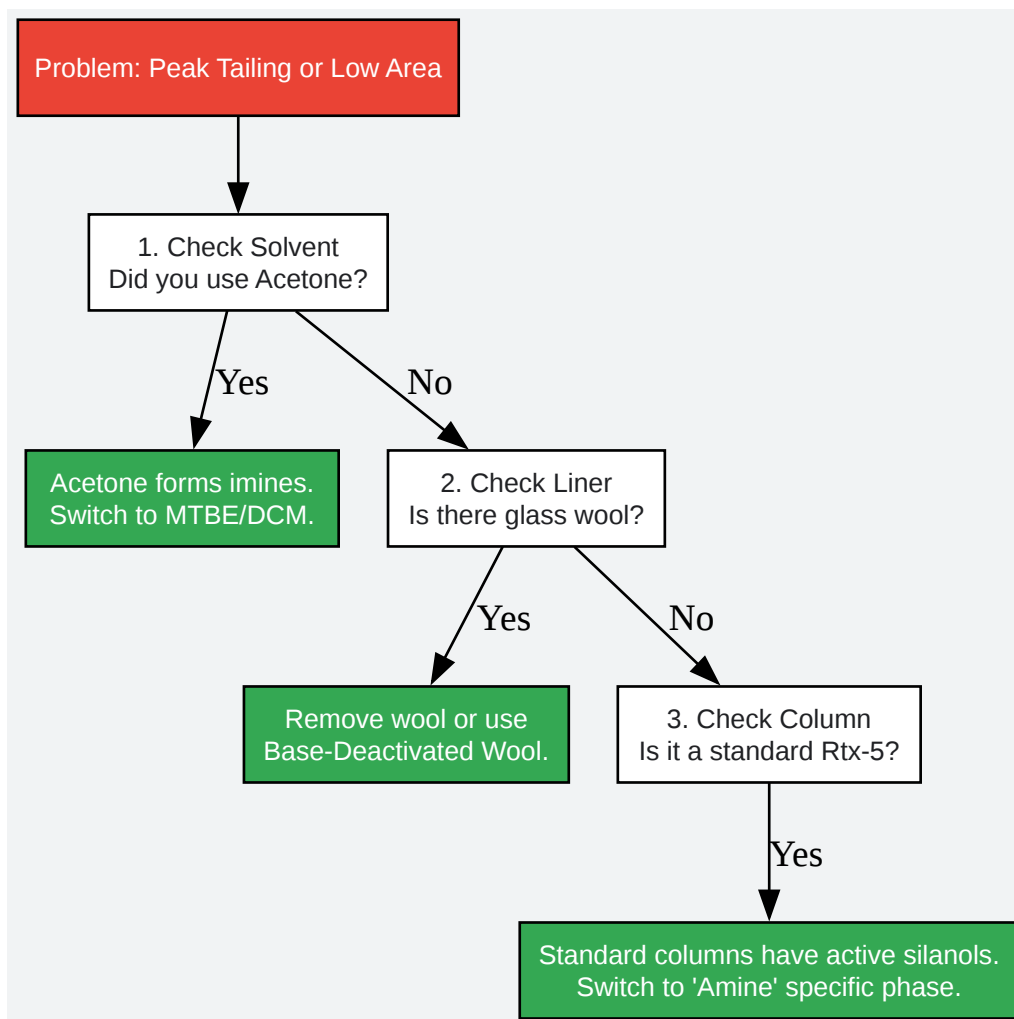 Problem: Peak Tailing or Low Area
1. Check Solvent
Did you use Acetone?
Yes
No
Acetone forms imines.
Switch to MTBE/DCM.
2. Check Liner
Is there glass wool?
Yes
No
Remove wool or use
Base-Deactivated Wool.
3. Check Column
Is it a standard Rtx-5?
Yes
Standard columns have active silanols.
Switch to 'Amine' specific phase.